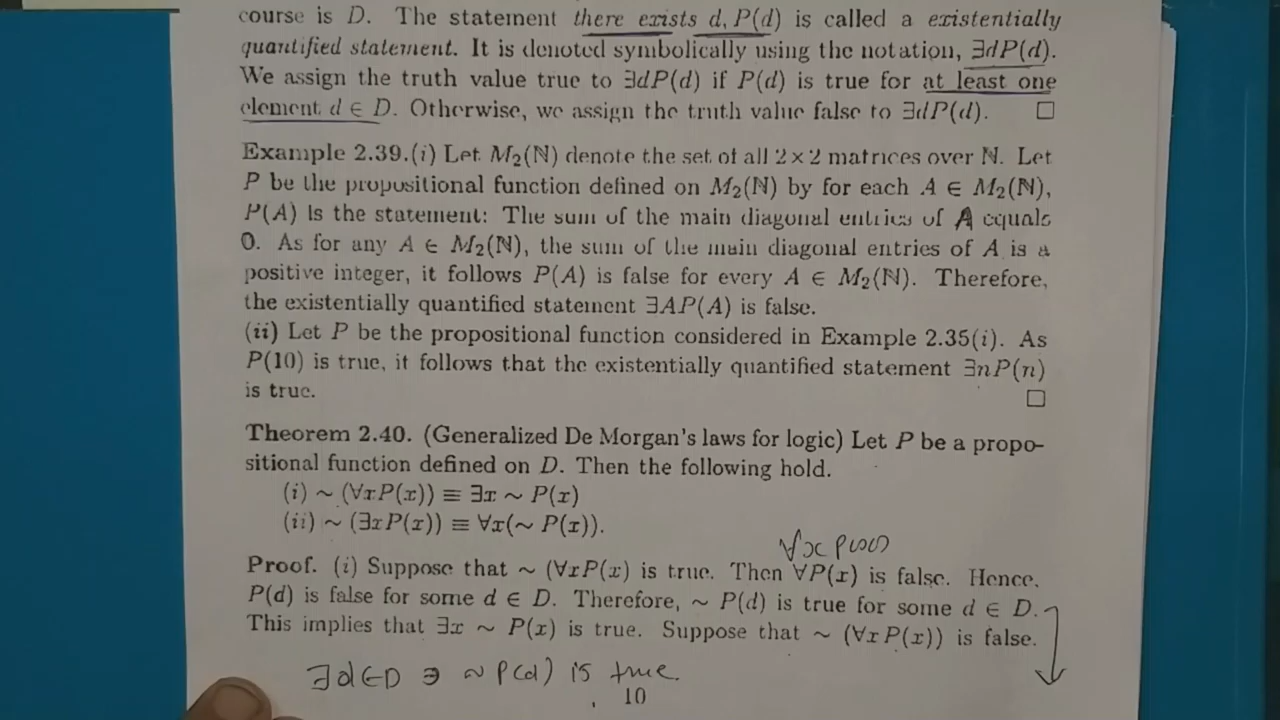 course is D. The statement there exists d, P(d) is called a existentially
quantified statement. It is denoted symbolically using the notation, ∃dP(d).
We assign the truth value true to ∃dP(d) if P(d) is true for at least one
element d ∈ D. Otherwise, we assign the truth value false to ∃dP(d). □
Example 2.39.(i) Let M₂(ℕ) denote the set of all 2 × 2 matrices over ℕ. Let
P be the propositional function defined on M₂(ℕ) by for each A ∈ M₂(ℕ),
P(A) is the statement: The sum of the main diagonal entries of A equals
0. As for any A ∈ M₂(ℕ), the sum of the main diagonal entries of A is a
positive integer, it follows P(A) is false for every A ∈ M₂(ℕ). Therefore,
the existentially quantified statement ∃AP(A) is false.
(ii) Let P be the propositional function considered in Example 2.35(i). As
P(10) is true, it follows that the existentially quantified statement ∃nP(n)
is true. □
Theorem 2.40. (Generalized De Morgan's laws for logic) Let P be a propo-
sitional function defined on D. Then the following hold.
(i) ~ (∀xP(x)) ≡ ∃x ~ P(x)
(ii) ~ (∃xP(x)) ≡ ∀x(~ P(x)).
∀x P(x)
Proof. (i) Suppose that ~ (∀xP(x) is true. Then ∀P(x) is false. Hence,
P(d) is false for some d ∈ D. Therefore, ~ P(d) is true for some d ∈ D.
This implies that ∃x ~ P(x) is true. Suppose that ~ (∀xP(x)) is false.
∃d∈D ∋ ~P(d) is true.
10